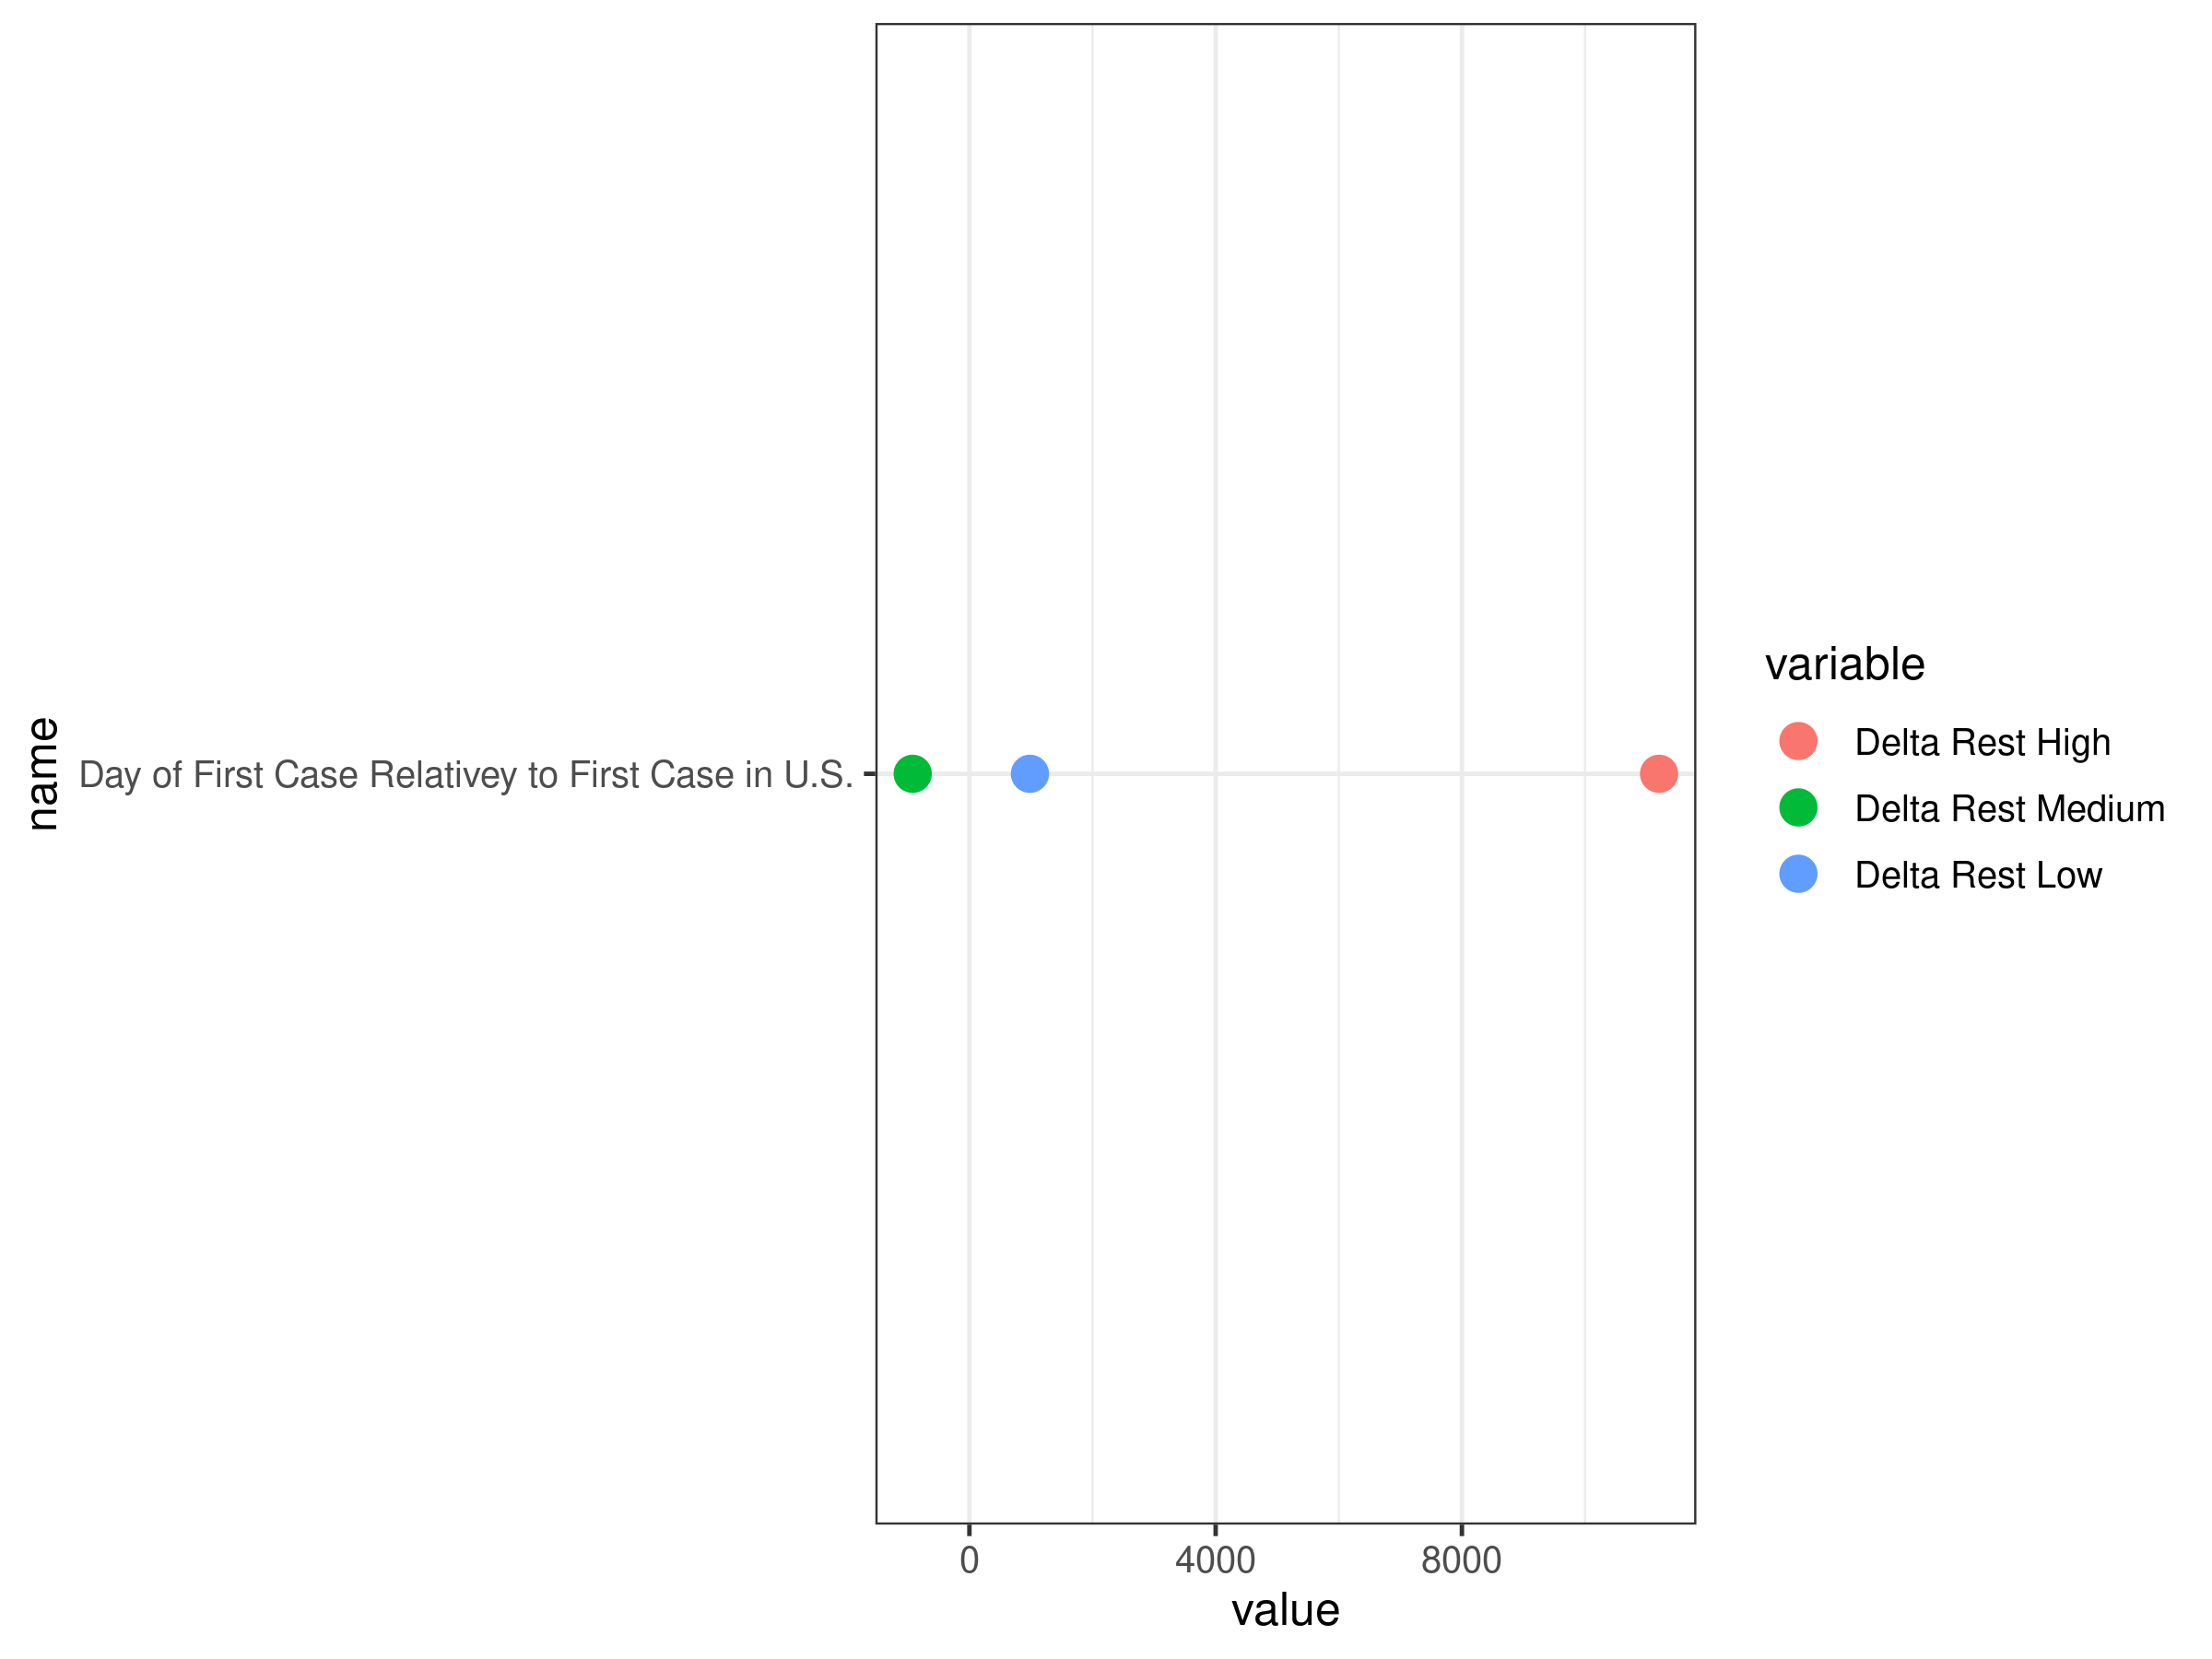 name
Day of First Case Relativey to First Case in U.S.
0
4000
8000
value
variable
Delta Rest High
Delta Rest Medium
Delta Rest Low